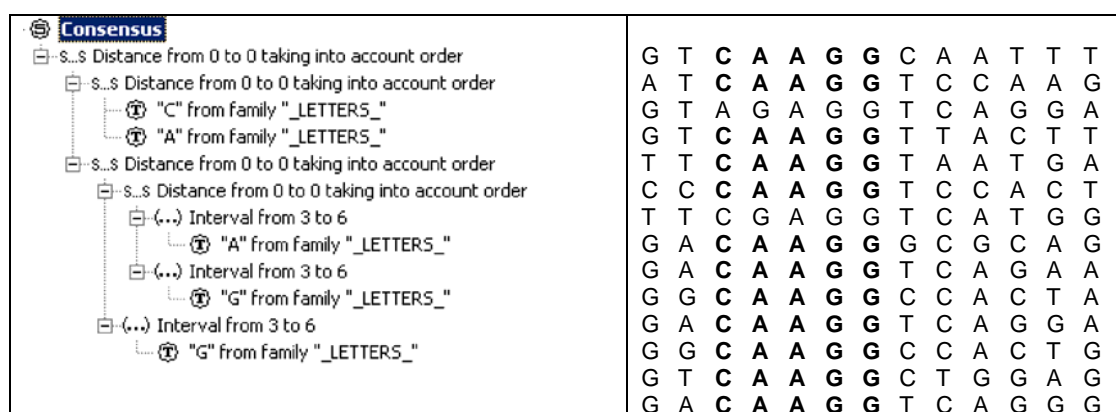 Consensus
s...s Distance from 0 to 0 taking into account order
s...s Distance from 0 to 0 taking into account order
"C" from family "_LETTERS_"
"A" from family "_LETTERS_"
s...s Distance from 0 to 0 taking into account order
s...s Distance from 0 to 0 taking into account order
(...) Interval from 3 to 6
"A" from family "_LETTERS_"
(...) Interval from 3 to 6
"G" from family "_LETTERS_"
(...) Interval from 3 to 6
"G" from family "_LETTERS_"
G T C A A G G C A A T T T
A T C A A G G T C C A A G
G T A G A G G T C A G G A
G T C A A G G T T A C T T
T T C A A G G T A A T G A
C C C A A G G T C C A C T
T T C G A G G T C A T G G
G A C A A G G G C G C A G
G A C A A G G T C A G A A
G G C A A G G C C A C T A
G A C A A G G T C A G G A
G G C A A G G C C A C T G
G T C A A G G C T G G A G
G A C A A G G T C A G G G